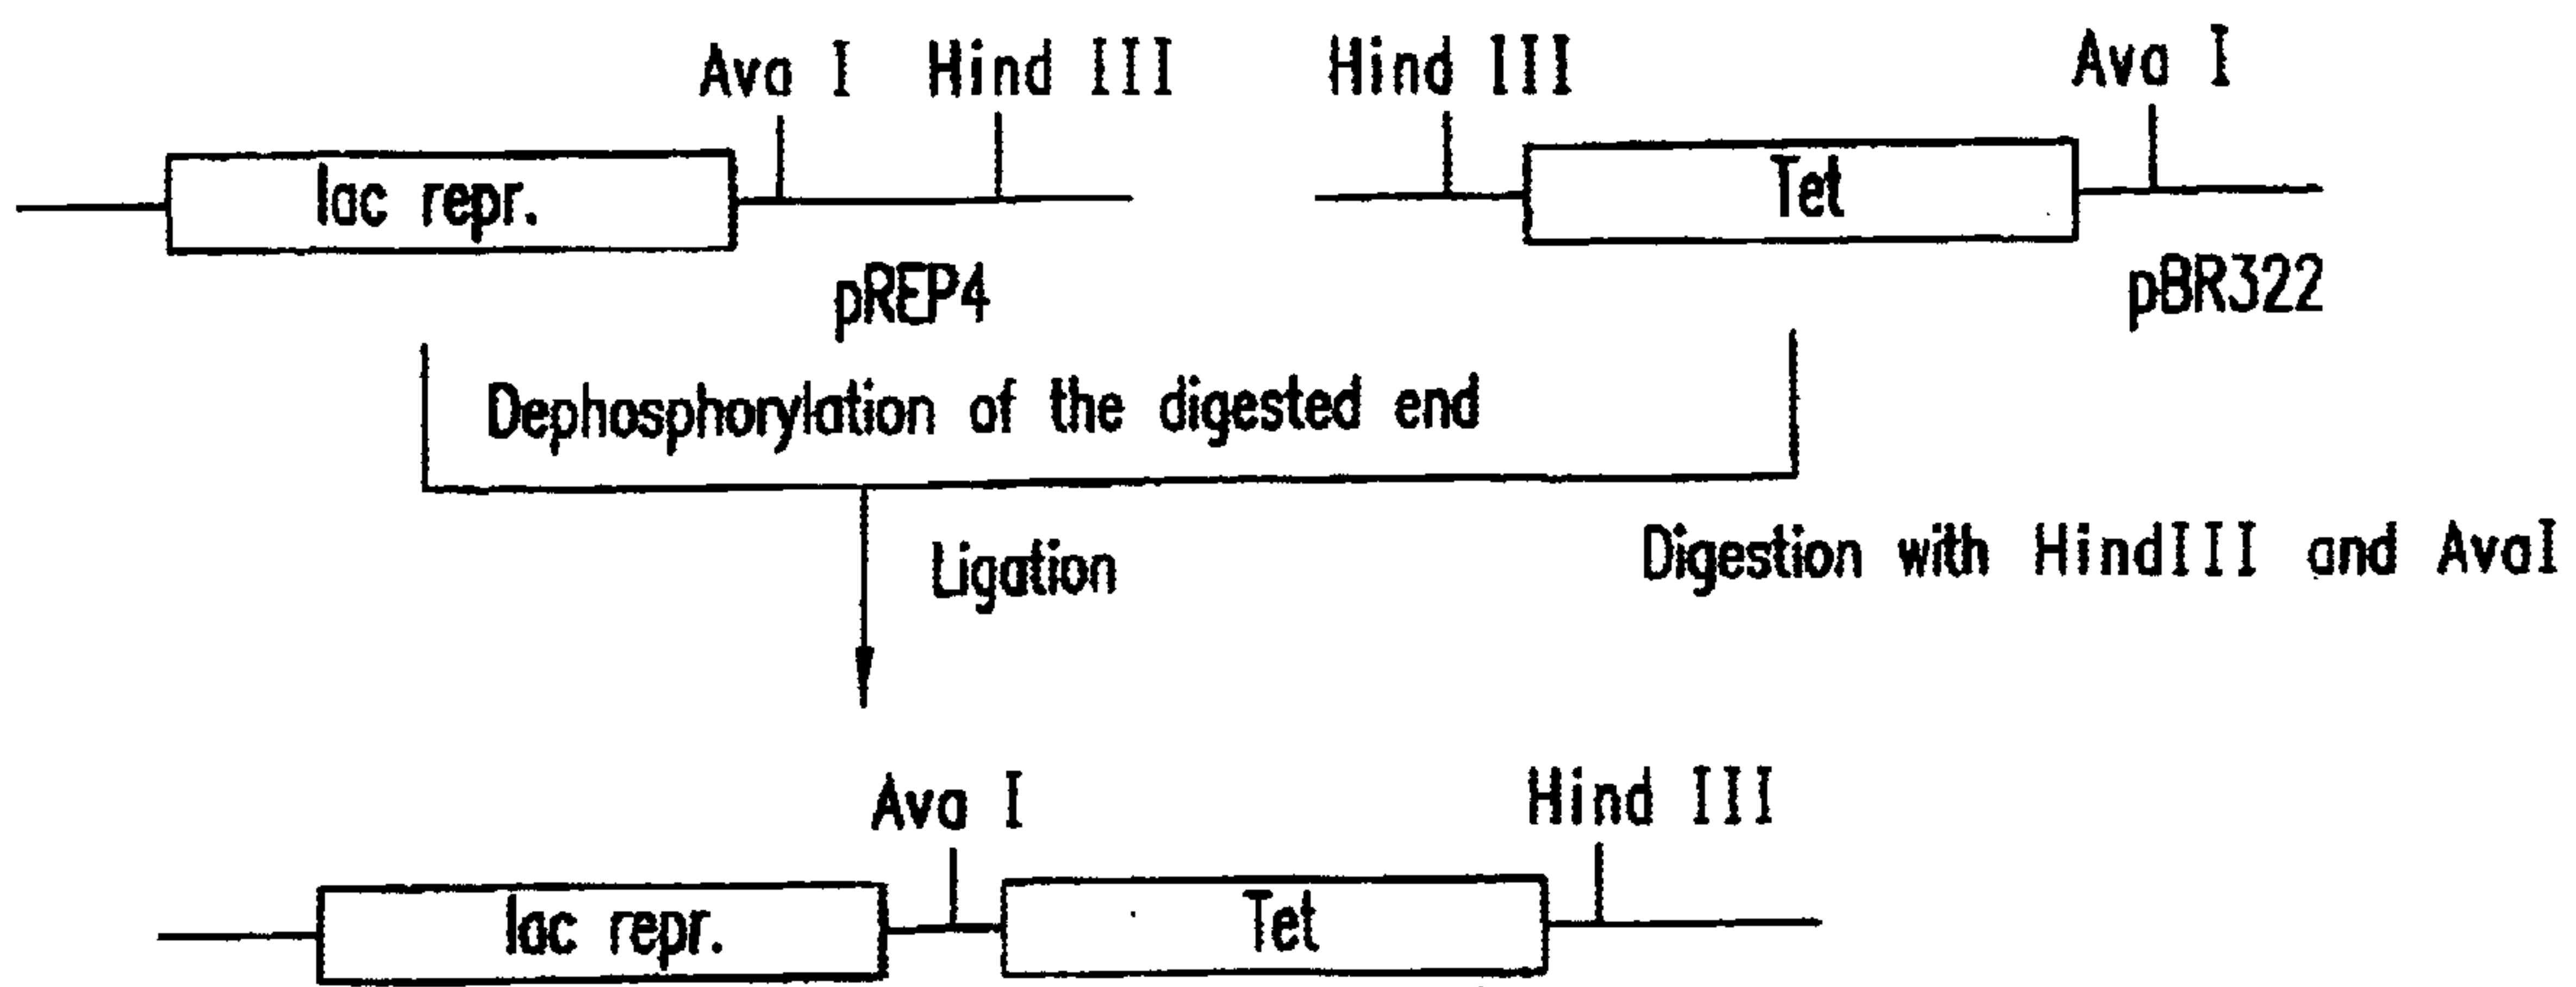 Ava I Hind III Hind III Ava I
lac repr. Tet
pREP4 pBR322
Dephosphorylation of the digested end
Ligation Digestion with HindIII and AvaI
Ava I Hind III
lac repr. Tet